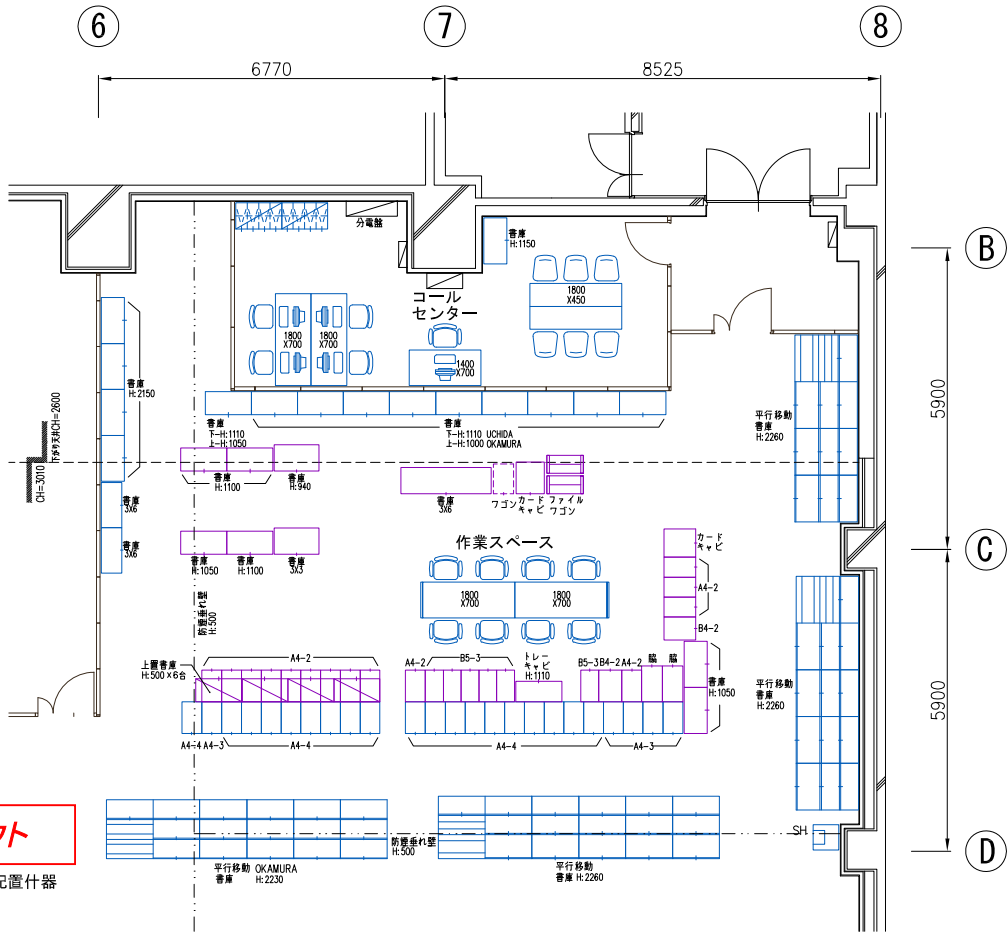 6
7
8
6770
8525
分電盤
書庫
H:1150
B
コール
センター
1800
X450
1800
X700
1800
X700
1400
X700
書庫
H:2150
下がり天井CH=2600
CH=3010
書庫
下−H:1110
上−H:1050
書庫
下−H:1110 UCHIDA
上−H:1000 OKAMURA
平行移動
書庫
H:2260
5900
書庫
H:1100
書庫
H:940
書庫
3X6
ワゴン
カード
キャビ
ファイル
ワゴン
書庫
3X6
書庫
3X6
書庫
H:1050
書庫
H:1100
書庫
3X3
作業スペース
カード
キャビ
C
A4-2
B4-2
1800
X700
1800
X700
防煙垂れ壁
H:500
上置書庫
H:500×6台
A4-2
A4-2
B5-3
トレー
キャビ
H:1110
B5-3
B4-2
A4-2
脇
脇
書庫
H:1050
平行移動
書庫
H:2260
5900
A4-4
A4-3
A4-4
A4-4
A4-3
SH
D
防煙垂れ壁
H:500
平行移動 OKAMURA
書庫 H:2230
平行移動
書庫 H:2260
クト
配置什器